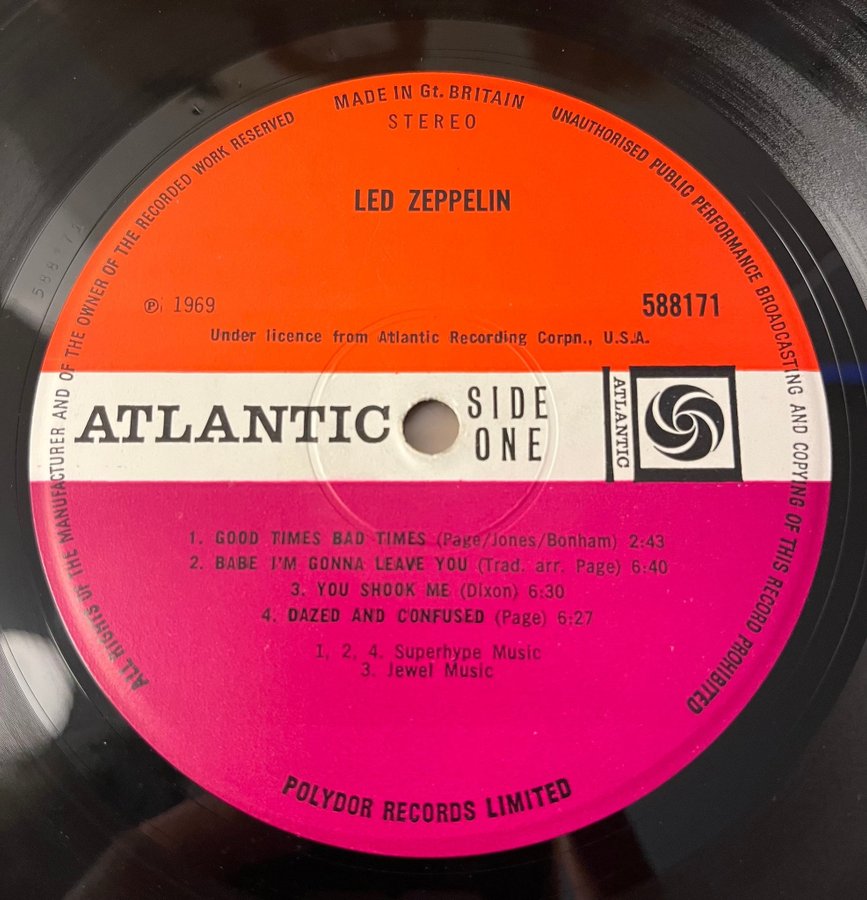 MADE IN Gt. BRITAIN
STEREO
UNAUTHORISED PUBLIC PERFORMANCE BROADCASTING AND COPYING OF THIS RECORD PROHIBITED
ALL RIGHTS OF THE MANUFACTURER AND OF THE OWNER OF THE RECORDED WORK RESERVED
LED ZEPPELIN
℗ 1969
588171
Under licence from Atlantic Recording Corpn., U.S.A.
ATLANTIC
SIDE
ONE
ATLANTIC
1. GOOD TIMES BAD TIMES (Page/Jones/Bonham) 2:43
2. BABE I'M GONNA LEAVE YOU (Trad. arr. Page) 6:40
3. YOU SHOOK ME (Dixon) 6:30
4. DAZED AND CONFUSED (Page) 6:27
1, 2, 4. Superhype Music
3. Jewel Music
POLYDOR RECORDS LIMITED